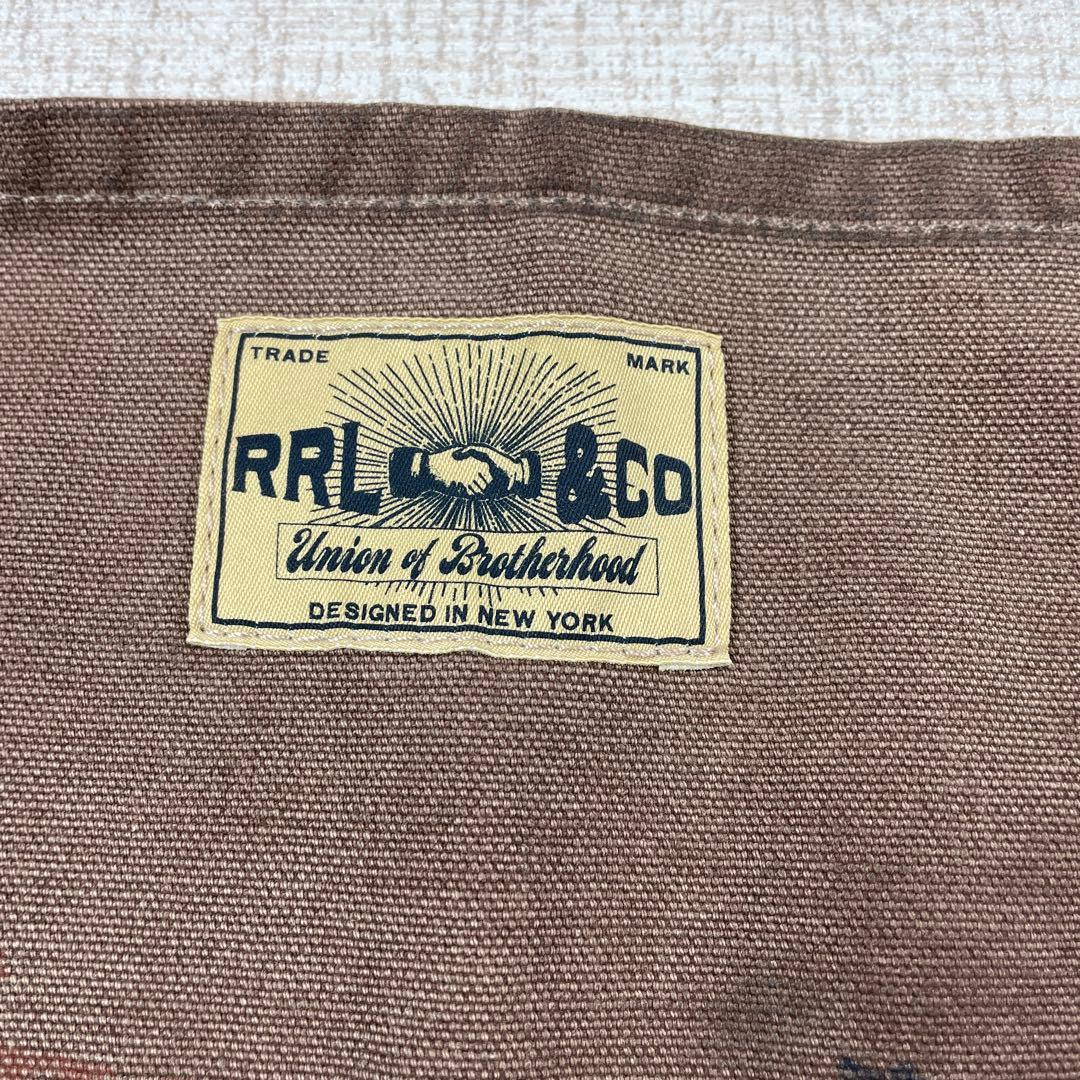 TRADE MARK
RRL &CO
Union of Brotherhood
DESIGNED IN NEW YORK